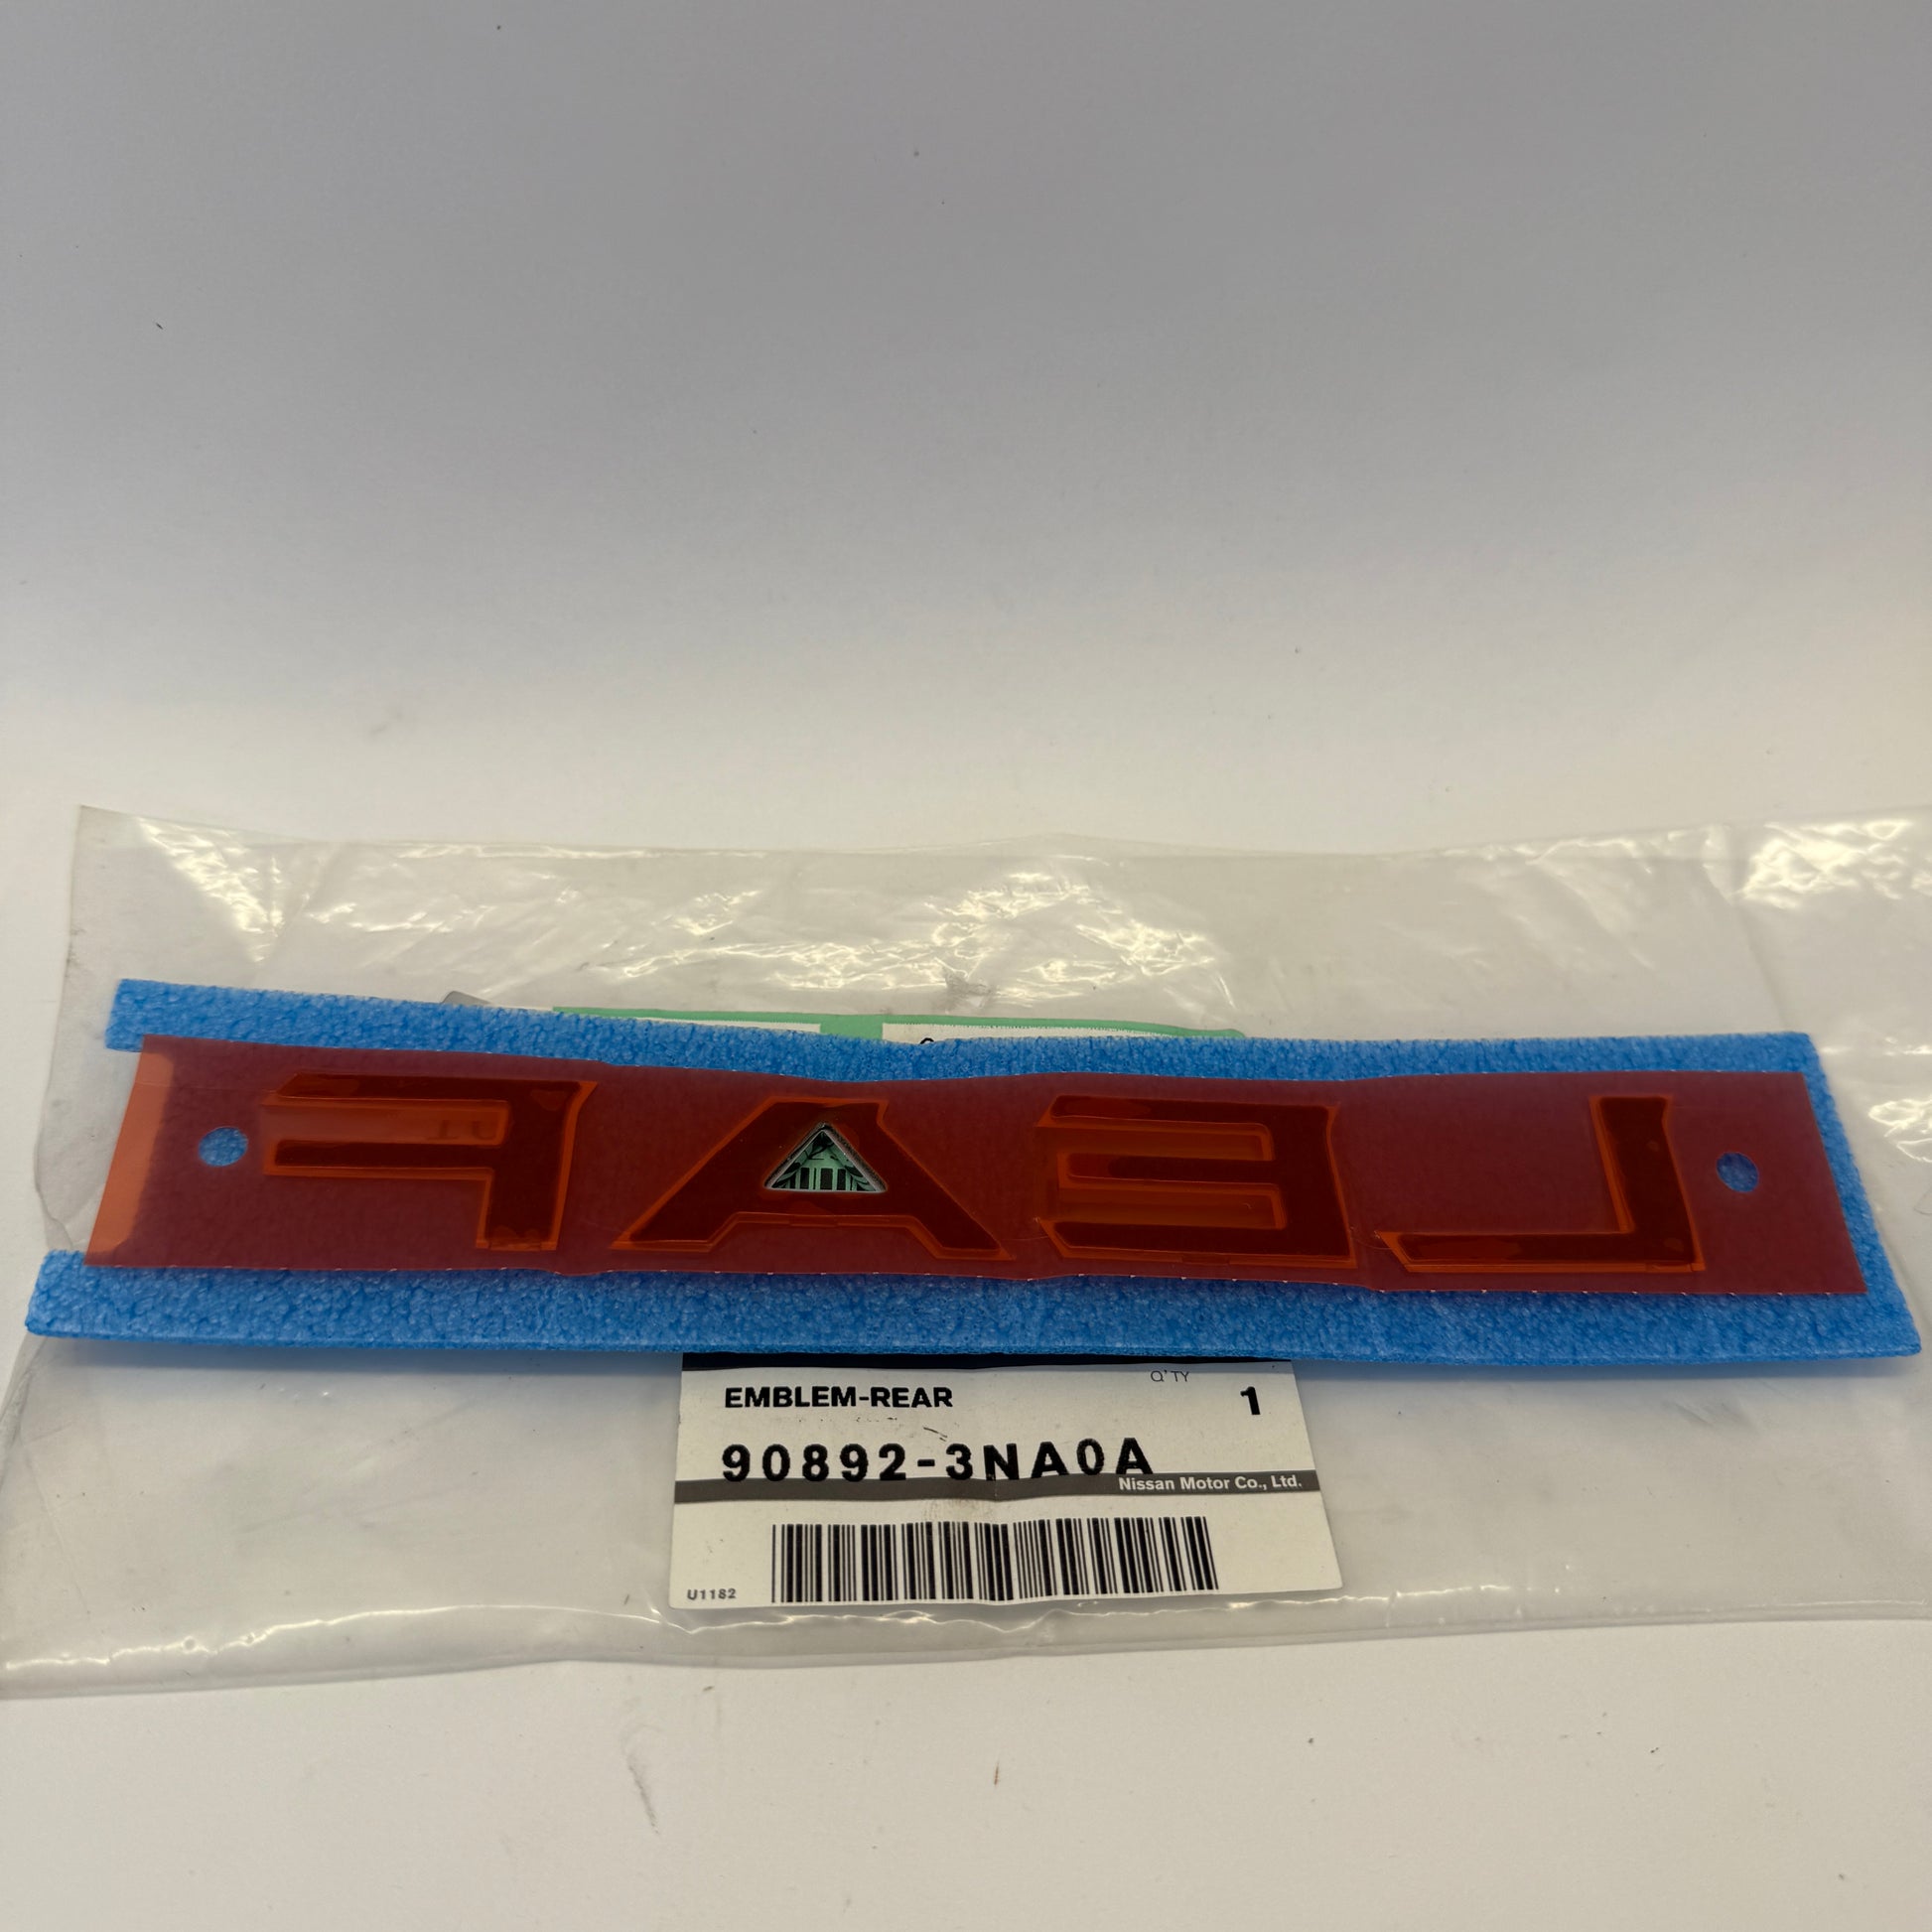 LEAF
EMBLEM-REAR
Q'TY
1
90892-3NA0A
Nissan Motor Co., Ltd.
U1182